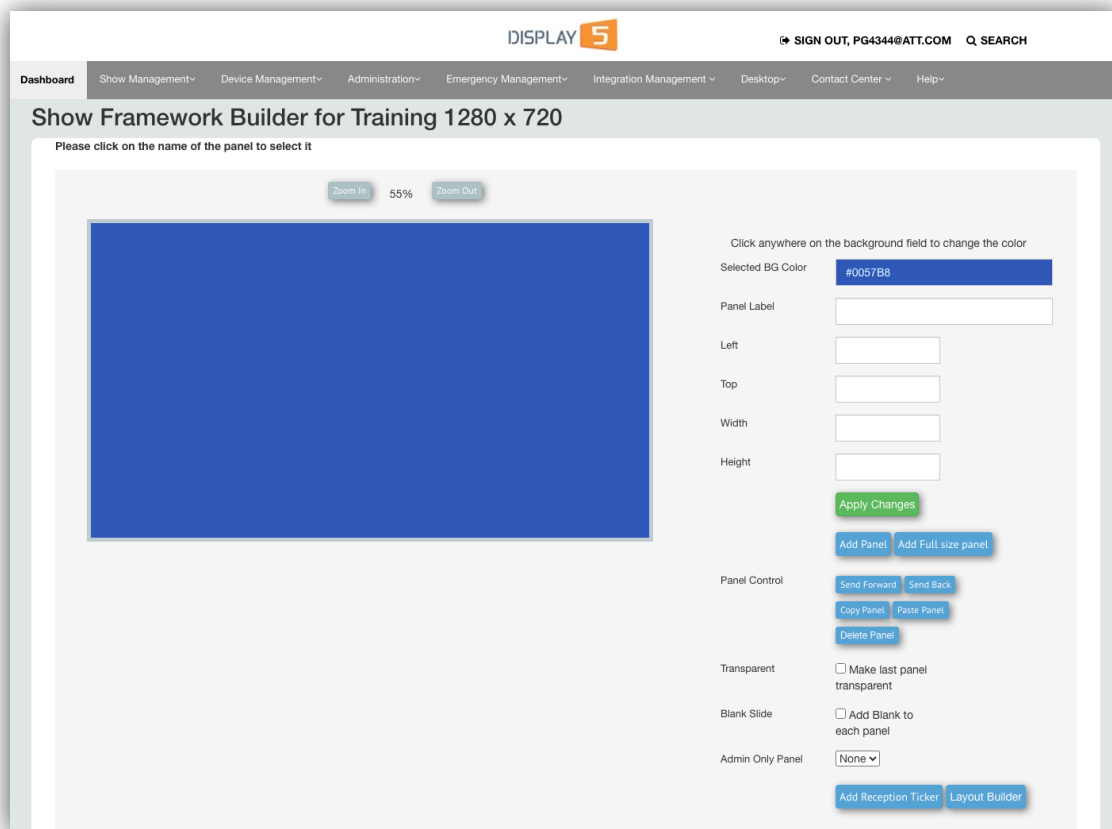 DISPLAY 5
SIGN OUT, PG4344@ATT.COM SEARCH
Dashboard Show Management Device Management Administration Emergency Management Integration Management Desktop Contact Center Help
Show Framework Builder for Training 1280 x 720
Please click on the name of the panel to select it
Zoom In 55% Zoom Out
Click anywhere on the background field to change the color
Selected BG Color #0057B8
Panel Label
Left
Top
Width
Height
Apply Changes
Add Panel Add Full size panel
Panel Control Send Forward Send Back
Copy Panel Paste Panel
Delete Panel
Transparent Make last panel
transparent
Blank Slide Add Blank to
each panel
Admin Only Panel None
Add Reception Ticker Layout Builder